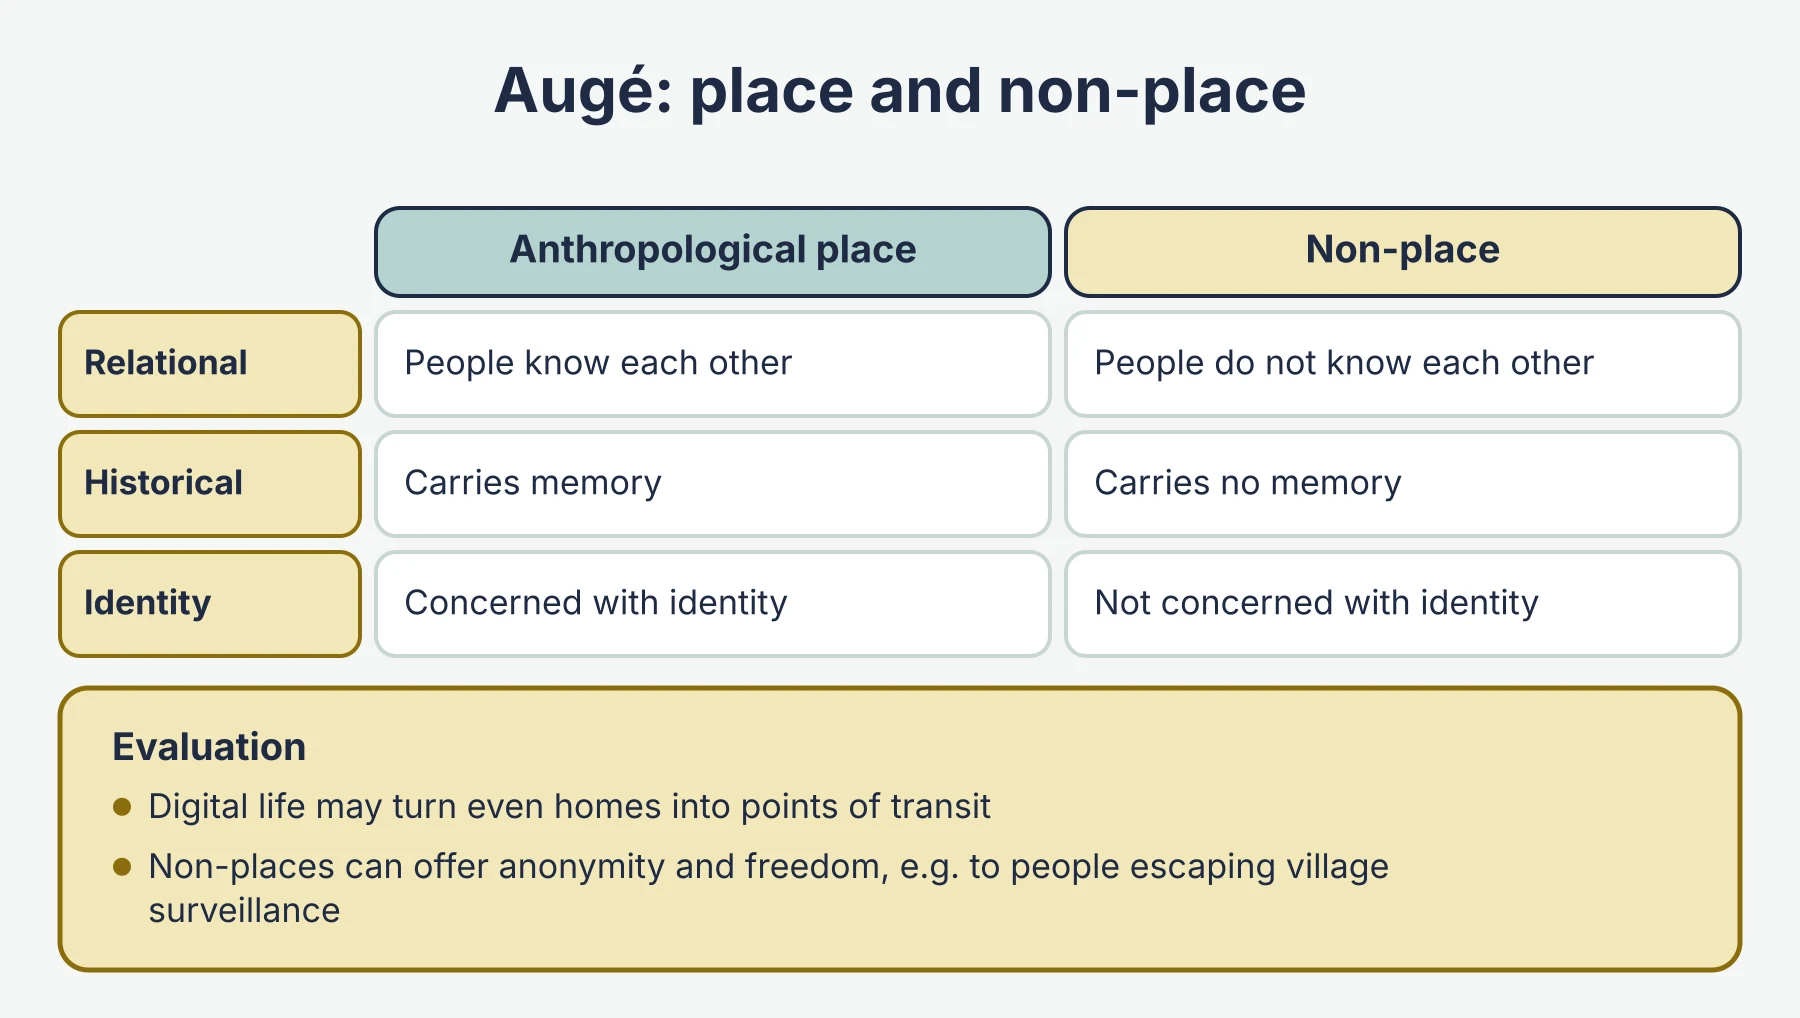 Augé: place and non-place
Anthropological place
Non-place
Relational
People know each other
People do not know each other
Historical
Carries memory
Carries no memory
Identity
Concerned with identity
Not concerned with identity
Evaluation
Digital life may turn even homes into points of transit
Non-places can offer anonymity and freedom, e.g. to people escaping village
surveillance